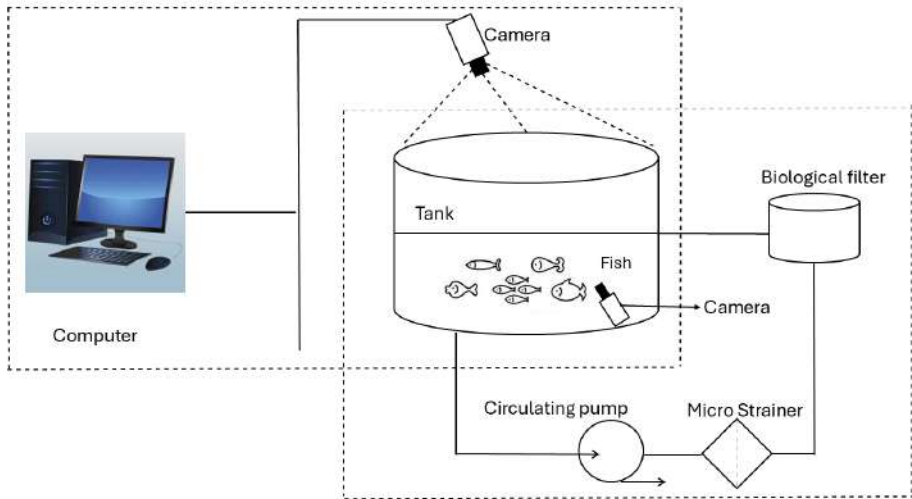 Camera
Biological filter
Tank
Fish
Camera
Computer
Circulating pump
Micro Strainer